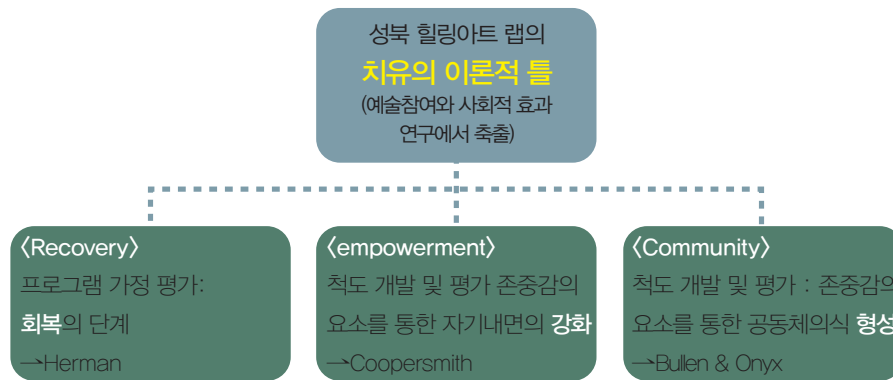 성북 힐링아트 랩의
치유의 이론적 틀
(예술참여와 사회적 효과
연구에서 축출)
〈Recovery〉
프로그램 가정 평가:
회복의 단계
→Herman
〈empowerment〉
척도 개발 및 평가 존중감의
요소를 통한 자기내면의 강화
→Coopersmith
〈Community〉
척도 개발 및 평가 : 존중감의
요소를 통한 공동체의식 형성
→Bullen & Onyx